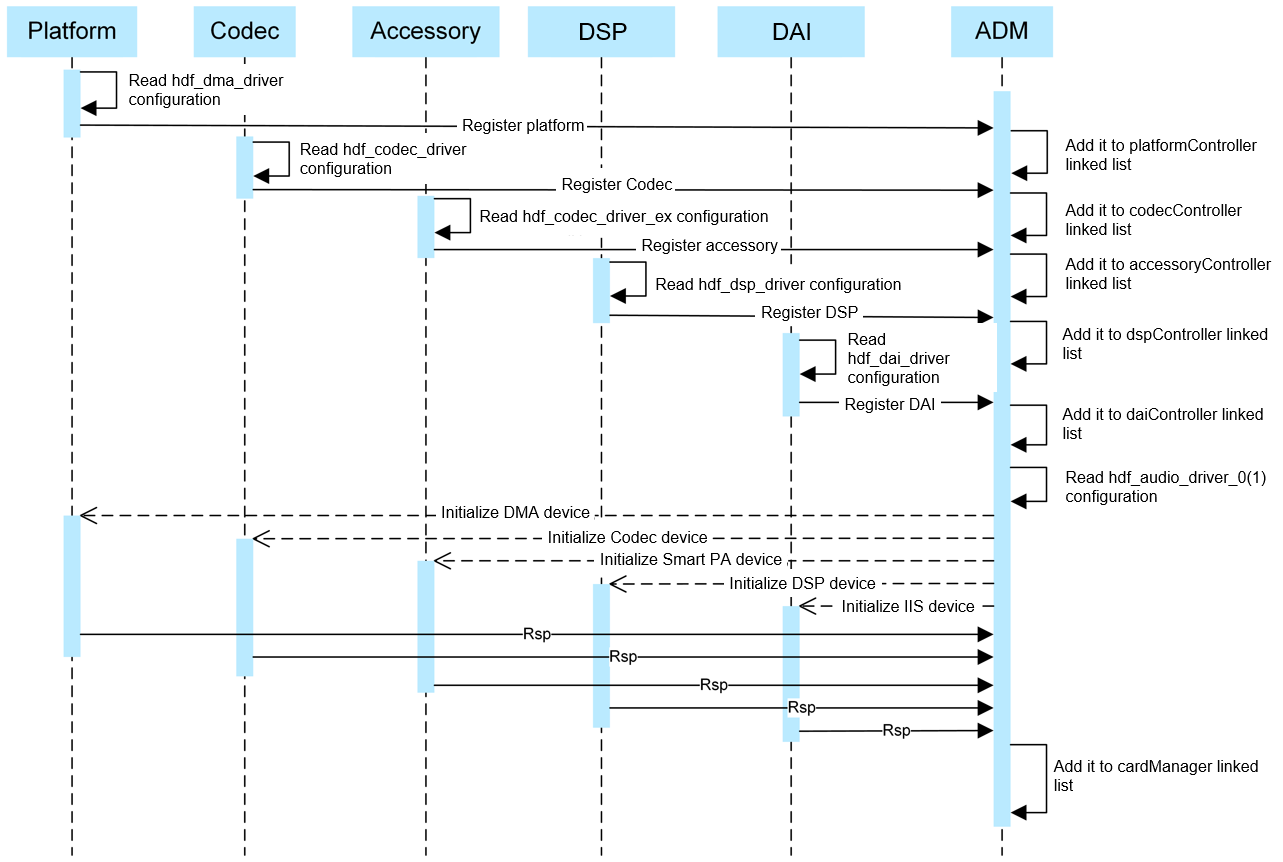 Platform
Codec
Accessory
DSP
DAI
ADM
Read hdf_dma_driver
configuration
Register platform
Add it to platformController
linked list
Read hdf_codec_driver
configuration
Register Codec
Add it to codecController
linked list
Read hdf_codec_driver_ex configuration
Register accessory
Add it to accessoryController
linked list
Read hdf_dsp_driver configuration
Register DSP
Add it to dspController linked
list
Read
hdf_dai_driver
configuration
Register DAI
Add it to daiController linked
list
Read hdf_audio_driver_0(1)
configuration
Initialize DMA device
Initialize Codec device
Initialize Smart PA device
Initialize DSP device
Initialize IIS device
Rsp
Rsp
Rsp
Rsp
Rsp
Add it to cardManager linked
list